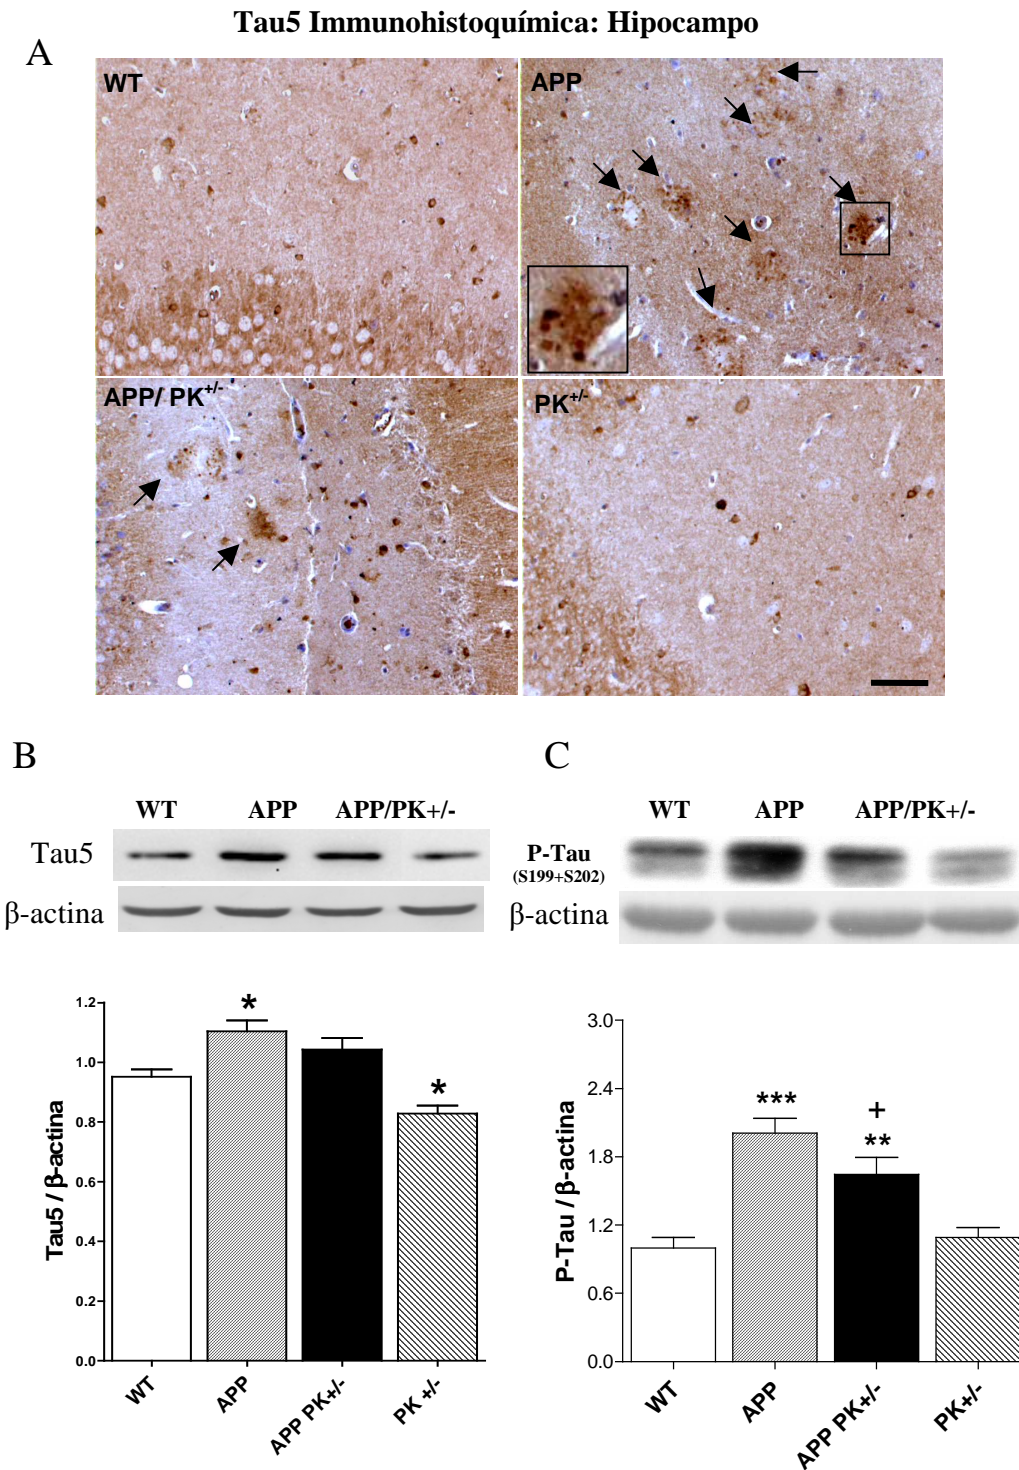 Tau5 Immunohistoquímica: Hipocampo
A
WT
APP
APP/ PK+/-
PK+/-
B
WT APP APP/PK+/-
Tau5
β-actina
1.2
1.0
0.8
0.6
0.4
0.2
0.0
Tau5 / β-actina
*
*
WT
APP
APP PK+/-
PK +/-
C
WT APP APP/PK+/-
P-Tau
(S199+S202)
β-actina
3.0
2.4
1.8
1.2
0.6
0.0
P-Tau / β-actina
***
+
**
WT
APP
APP PK+/-
PK+/-